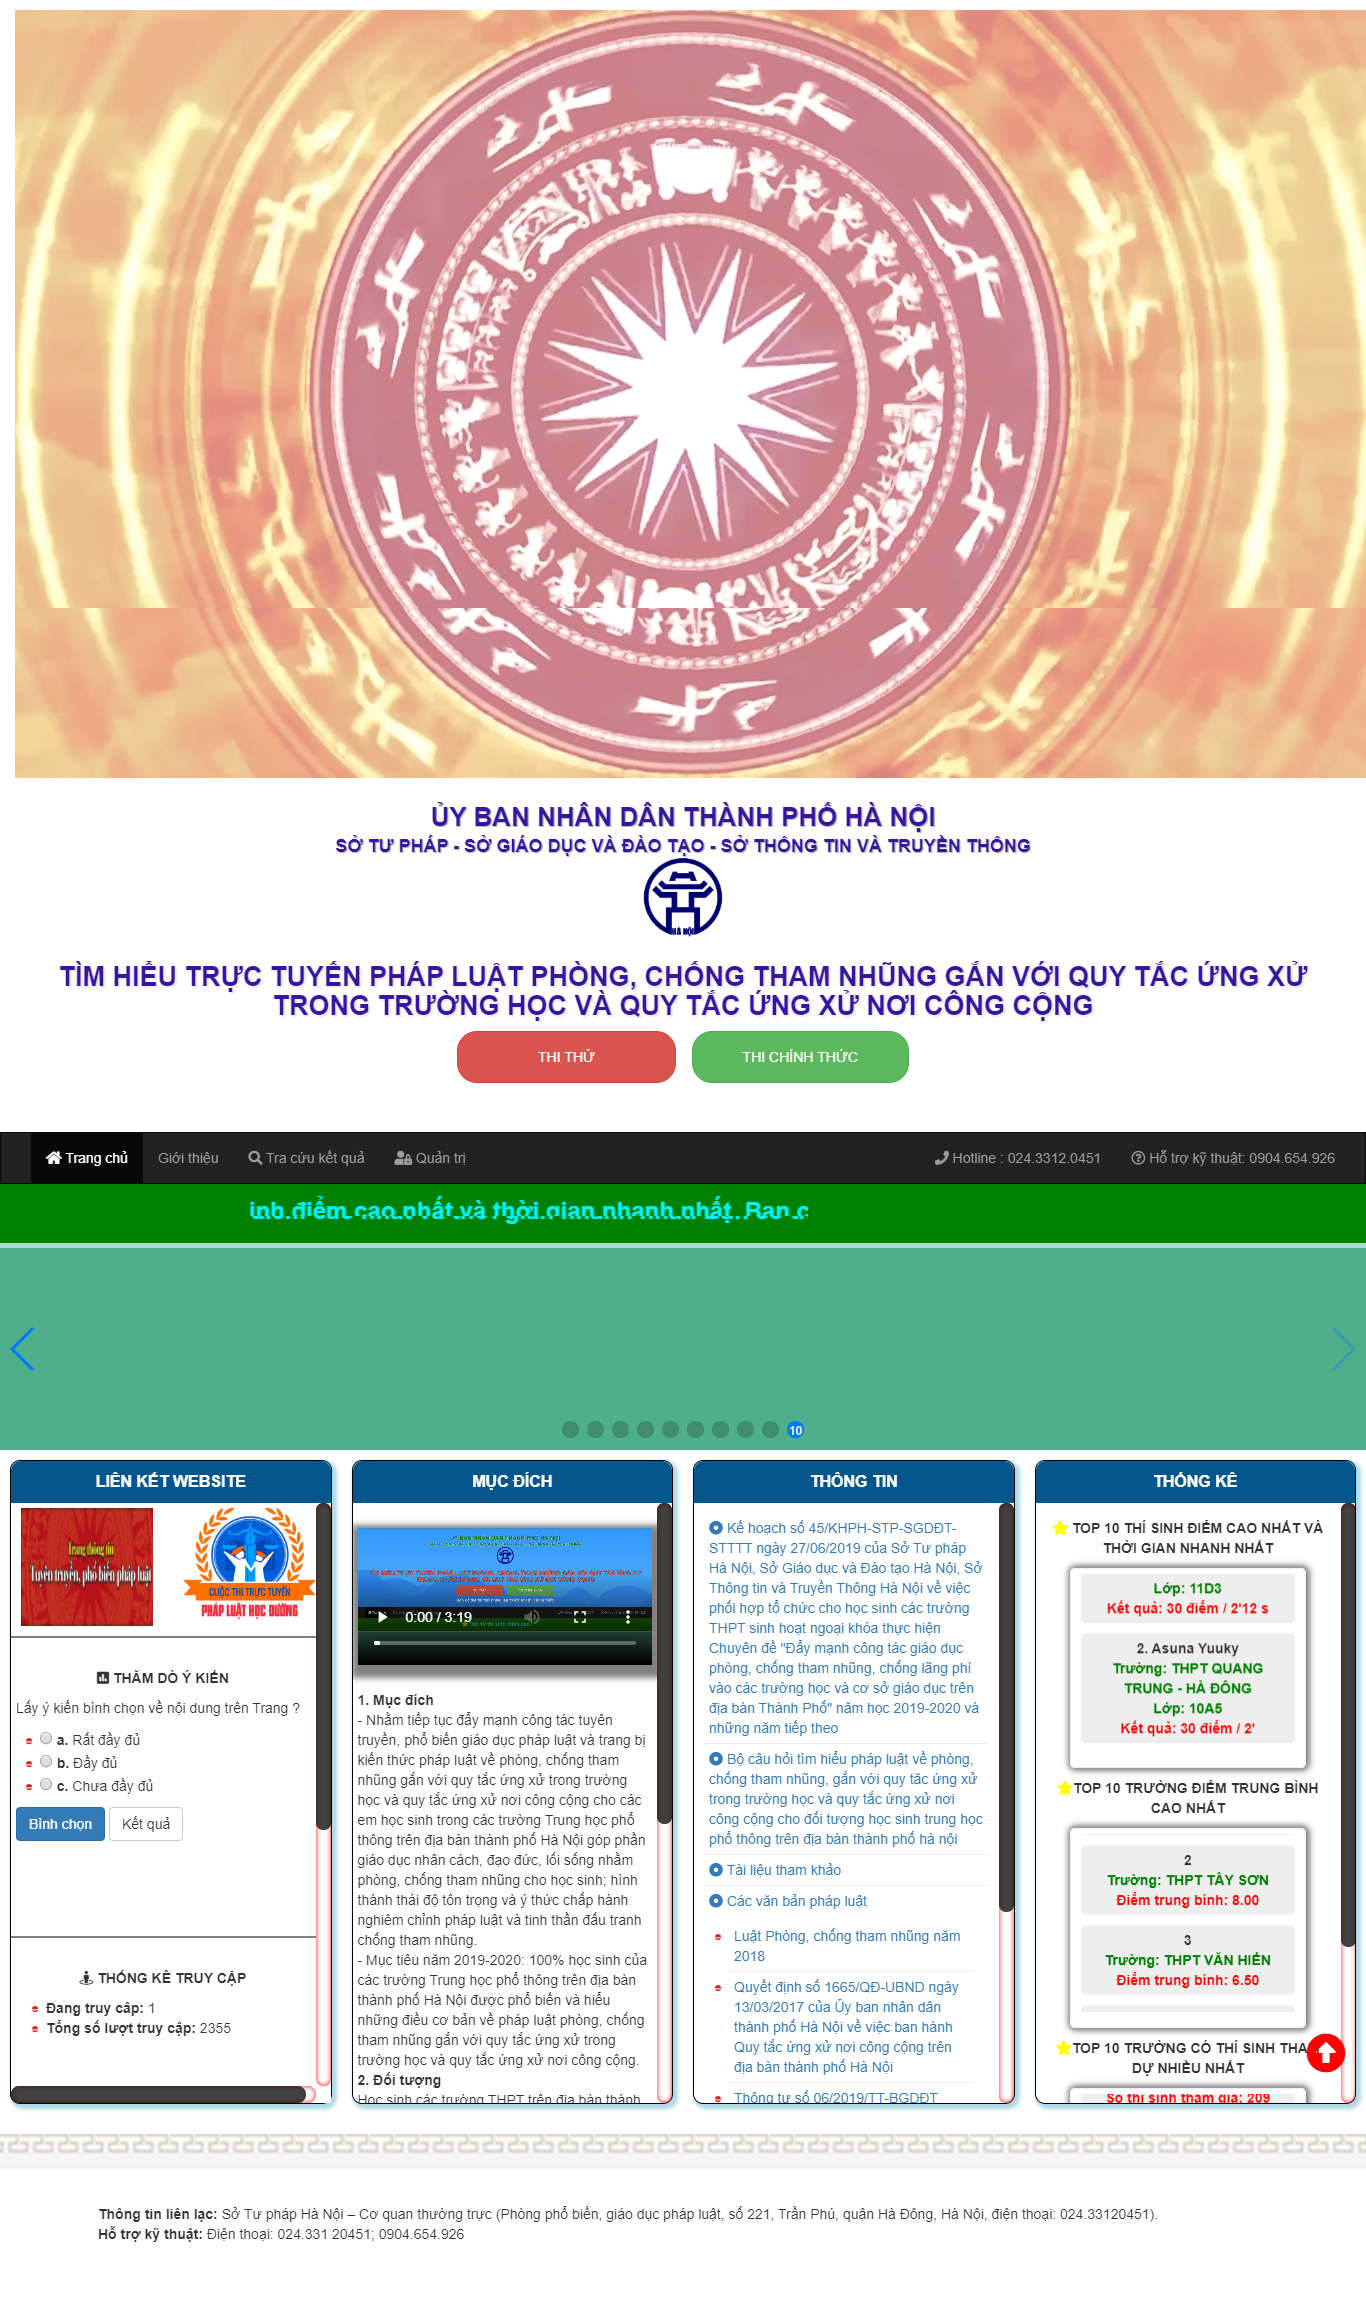 ỦY BAN NHÂN DÂN THÀNH PHỐ HÀ NỘI
SỞ TƯ PHÁP - SỞ GIÁO DỤC VÀ ĐÀO TẠO - SỞ THÔNG TIN VÀ TRUYỀN THÔNG
HÀ NỘI
TÌM HIỂU TRỰC TUYẾN PHÁP LUẬT PHÒNG, CHỐNG THAM NHŨNG GẮN VỚI QUY TẮC ỨNG XỬ
TRONG TRƯỜNG HỌC VÀ QUY TẮC ỨNG XỬ NƠI CÔNG CỘNG
THI THỬ
THI CHÍNH THỨC
Trang chủ
Giới thiệu
Tra cứu kết quả
Quản trị
Hotline : 024.3312.0451
Hỗ trợ kỹ thuật: 0904.654.926
điểm cao nhất và thời gian nhanh nhất. Bạn
10
LIÊN KẾT WEBSITE
Trang thông tin
Tuyên truyền, phổ biến pháp luật
CUỘC THI TRỰC TUYẾN
PHÁP LUẬT HỌC ĐƯỜNG
THĂM DÒ Ý KIẾN
Lấy ý kiến bình chọn về nội dung trên Trang ?
a. Rất đầy đủ
b. Đầy đủ
c. Chưa đầy đủ
Bình chọn
Kết quả
THỐNG KÊ TRUY CẬP
Đang truy cập: 1
Tổng số lượt truy cập: 2355
MỤC ĐÍCH
0:00 / 3:19
1. Mục đích
- Nhằm tiếp tục đẩy mạnh công tác tuyên
truyền, phổ biến giáo dục pháp luật và trang bị
kiến thức pháp luật về phòng, chống tham
nhũng gắn với quy tắc ứng xử trong trường
học và quy tắc ứng xử nơi công cộng cho các
em học sinh trong các trường Trung học phổ
thông trên địa bàn thành phố Hà Nội góp phần
giáo dục nhân cách, đạo đức, lối sống nhằm
phòng, chống tham nhũng cho học sinh; hình
thành thái độ tôn trọng và ý thức chấp hành
nghiêm chỉnh pháp luật và tinh thần đấu tranh
chống tham nhũng.
- Mục tiêu năm 2019-2020: 100% học sinh của
các trường Trung học phổ thông trên địa bàn
thành phố Hà Nội được phổ biến và hiểu
những điều cơ bản về pháp luật phòng, chống
tham nhũng gắn với quy tắc ứng xử trong
trường học và quy tắc ứng xử nơi công cộng.
2. Đối tượng
Học sinh các trường THPT trên địa bàn thành
THÔNG TIN
Kế hoạch số 45/KHPH-STP-SGDĐT-
STTTT ngày 27/06/2019 của Sở Tư pháp
Hà Nội, Sở Giáo dục và Đào tạo Hà Nội, Sở
Thông tin và Truyền Thông Hà Nội về việc
phối hợp tổ chức cho học sinh các trường
THPT sinh hoạt ngoại khóa thực hiện
Chuyên đề "Đẩy mạnh công tác giáo dục
phòng, chống tham nhũng, chống lãng phí
vào các trường học và cơ sở giáo dục trên
địa bàn Thành Phố" năm học 2019-2020 và
những năm tiếp theo
Bộ câu hỏi tìm hiểu pháp luật về phòng,
chống tham nhũng, gắn với quy tăc ứng xử
trong trường học và quy tắc ứng xử nơi
công cộng cho đối tượng học sinh trung học
phổ thông trên địa bàn thành phố hà nội
Tài liệu tham khảo
Các văn bản pháp luật
Luật Phòng, chống tham nhũng năm
2018
Quyết định số 1665/QĐ-UBND ngày
13/03/2017 của Ủy ban nhân dân
thành phố Hà Nội về việc ban hành
Quy tắc ứng xử nơi công cộng trên
địa bàn thành phố Hà Nội
Thông tư số 06/2019/TT-BGDĐT
THỐNG KÊ
TOP 10 THÍ SINH ĐIỂM CAO NHẤT VÀ
THỜI GIAN NHANH NHẤT
Lớp: 11D3
Kết quả: 30 điểm / 2'12 s
2. Asuna Yuuky
Trường: THPT QUANG
TRUNG - HÀ ĐÔNG
Lớp: 10A5
Kết quả: 30 điểm / 2'
TOP 10 TRƯỜNG ĐIỂM TRUNG BÌNH
CAO NHẤT
2
Trường: THPT TÂY SƠN
Điểm trung bình: 8.00
3
Trường: THPT VĂN HIẾN
Điểm trung bình: 6.50
TOP 10 TRƯỜNG CÓ THÍ SINH THA
DỰ NHIỀU NHẤT
Số thí sinh tham gia: 209
Thông tin liên lạc: Sở Tư pháp Hà Nội – Cơ quan thường trực (Phòng phổ biến, giáo dục pháp luật, số 221, Trần Phú, quận Hà Đông, Hà Nội, điện thoại: 024.33120451).
Hỗ trợ kỹ thuật: Điện thoại: 024.331 20451; 0904.654.926